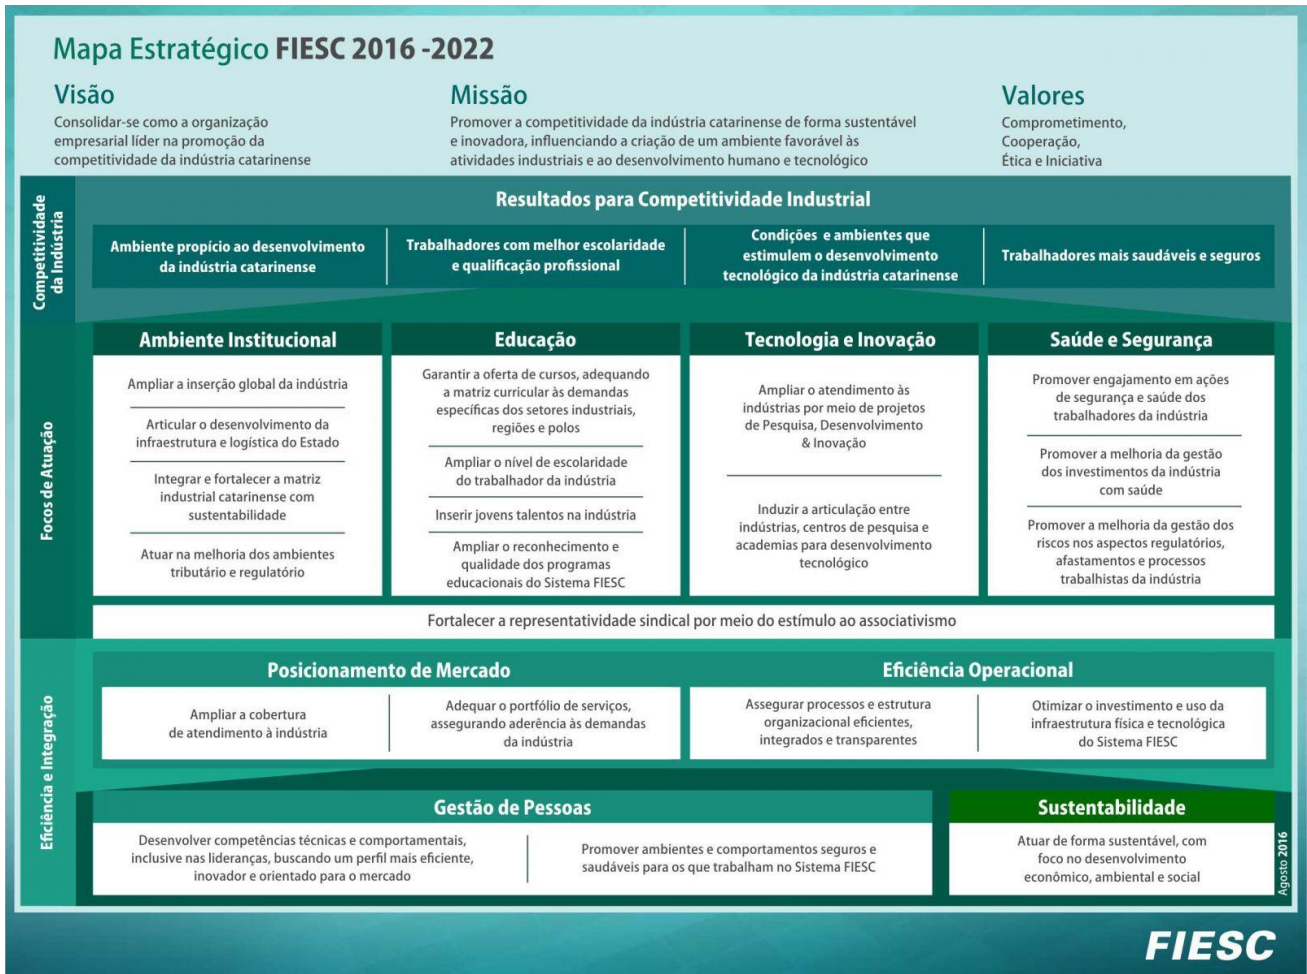 Mapa Estratégico FIESC 2016 -2022
Visão
Consolidar-se como a organização
empresarial líder na promoção da
competitividade da indústria catarinense
Missão
Promover a competitividade da indústria catarinense de forma sustentável
e inovadora, influenciando a criação de um ambiente favorável às
atividades industriais e ao desenvolvimento humano e tecnológico
Valores
Comprometimento,
Cooperação,
Ética e Iniciativa
Competitividade
da Indústria
Resultados para Competitividade Industrial
Ambiente propício ao desenvolvimento
da indústria catarinense
Trabalhadores com melhor escolaridade
e qualificação profissional
Condições e ambientes que
estimulem o desenvolvimento
tecnológico da indústria catarinense
Trabalhadores mais saudáveis e seguros
Focos de Atuação
Ambiente Institucional
Ampliar a inserção global da indústria
Articular o desenvolvimento da
infraestrutura e logística do Estado
Integrar e fortalecer a matriz
industrial catarinense com
sustentabilidade
Atuar na melhoria dos ambientes
tributário e regulatório
Educação
Garantir a oferta de cursos, adequando
a matriz curricular às demandas
específicas dos setores industriais,
regiões e polos
Ampliar o nível de escolaridade
do trabalhador da indústria
Inserir jovens talentos na indústria
Ampliar o reconhecimento e
qualidade dos programas
educacionais do Sistema FIESC
Tecnologia e Inovação
Ampliar o atendimento às
indústrias por meio de projetos
de Pesquisa, Desenvolvimento
& Inovação
Induzir a articulação entre
indústrias, centros de pesquisa e
academias para desenvolvimento
tecnológico
Saúde e Segurança
Promover engajamento em ações
de segurança e saúde dos
trabalhadores da indústria
Promover a melhoria da gestão
dos investimentos da indústria
com saúde
Promover a melhoria da gestão dos
riscos nos aspectos regulatórios,
afastamentos e processos
trabalhistas da indústria
Fortalecer a representatividade sindical por meio do estímulo ao associativismo
Eficiência e Integração
Posicionamento de Mercado
Ampliar a cobertura
de atendimento à indústria
Adequar o portfólio de serviços,
assegurando aderência às demandas
da indústria
Eficiência Operacional
Assegurar processos e estrutura
organizacional eficientes,
integrados e transparentes
Otimizar o investimento e uso da
infraestrutura física e tecnológica
do Sistema FIESC
Gestão de Pessoas
Desenvolver competências técnicas e comportamentais,
inclusive nas lideranças, buscando um perfil mais eficiente,
inovador e orientado para o mercado
Promover ambientes e comportamentos seguros e
saudáveis para os que trabalham no Sistema FIESC
Sustentabilidade
Atuar de forma sustentável, com
foco no desenvolvimento
econômico, ambiental e social
Agosto 2016
FIESC